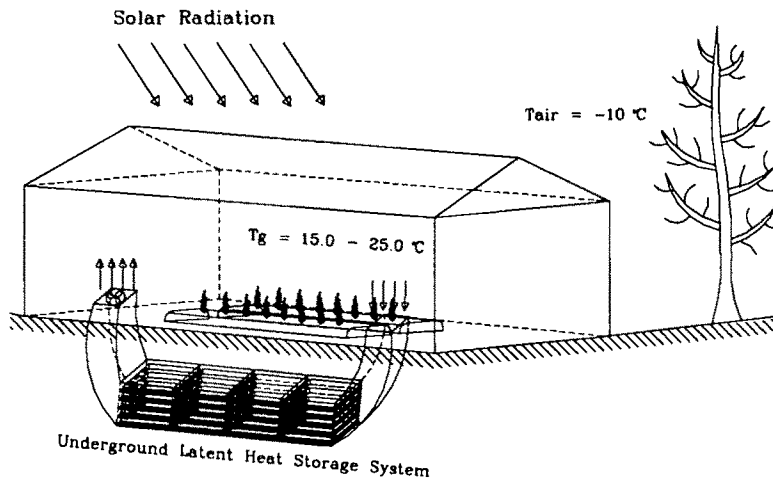 Solar Radiation
Tair = -10 °C
Tg = 15.0 - 25.0 °C
Underground Latent Heat Storage System